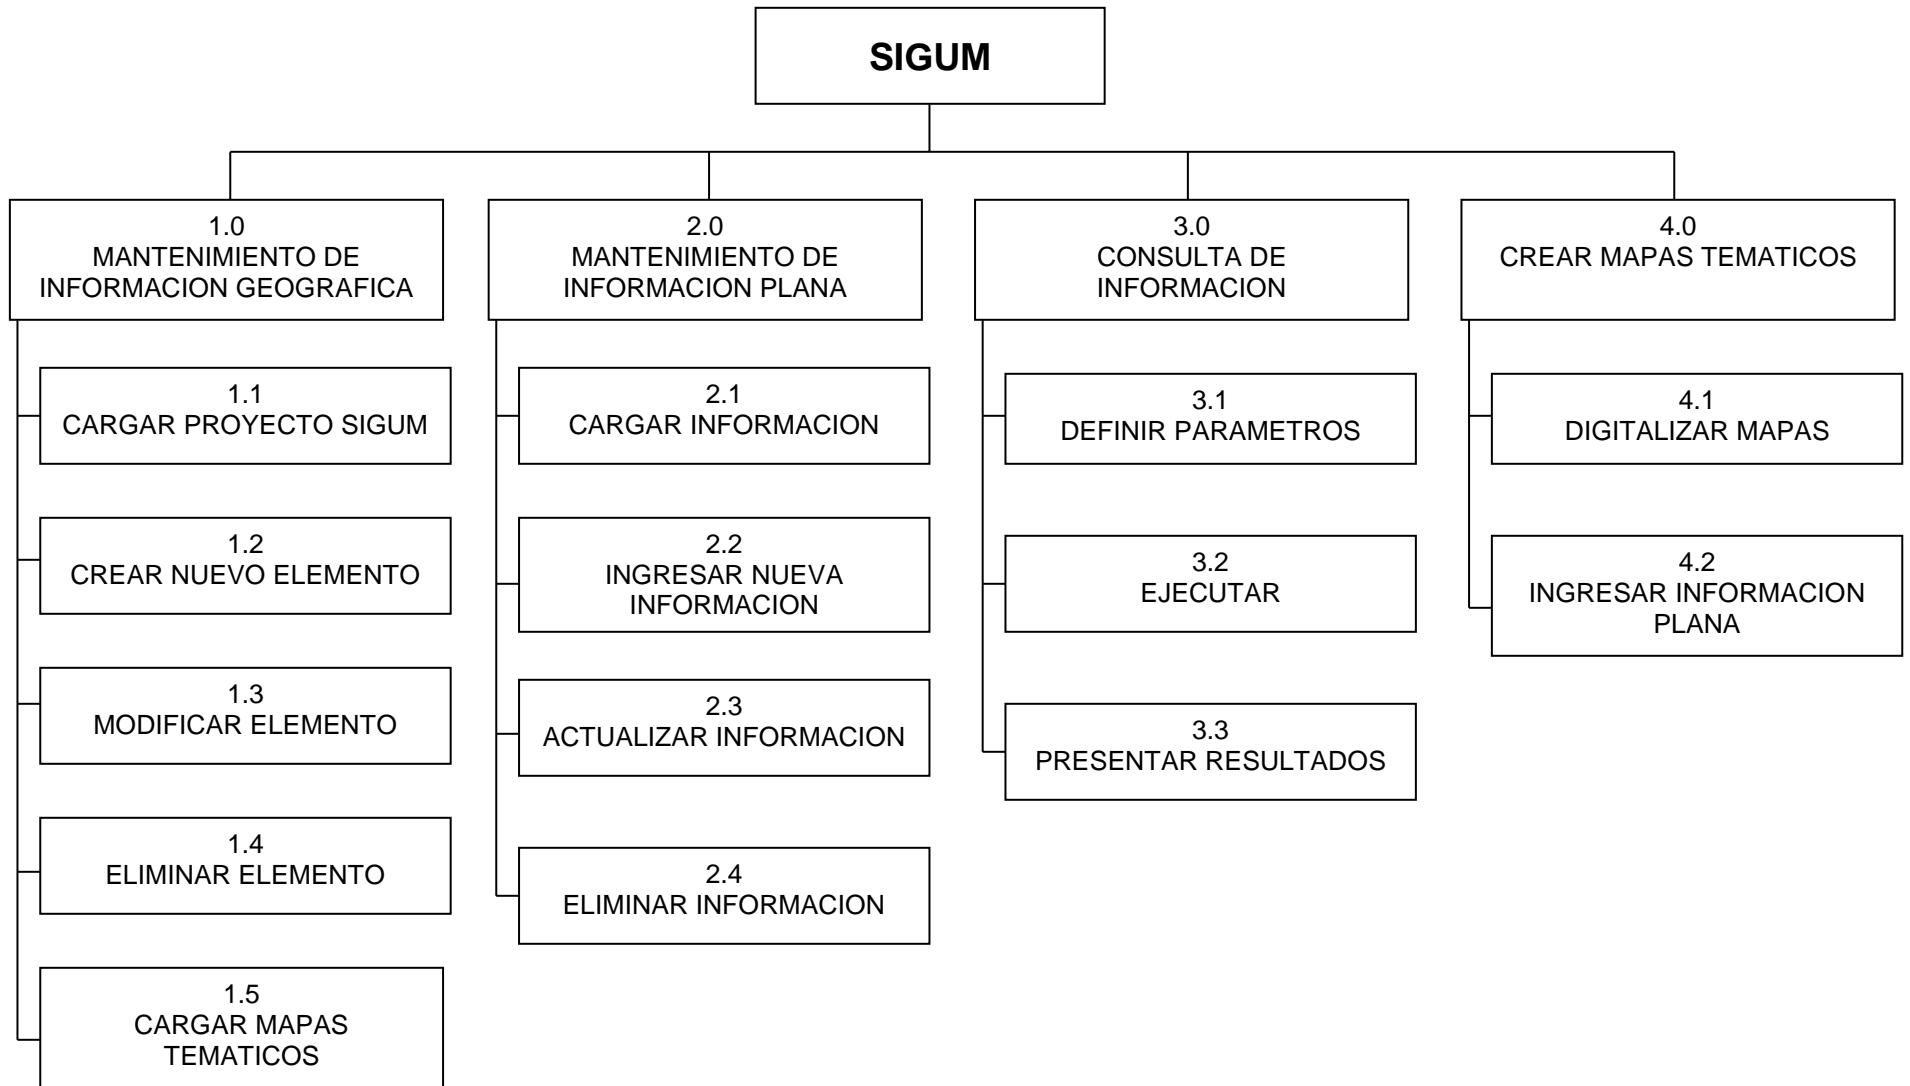 SIGUM
1.0
MANTENIMIENTO DE
INFORMACION GEOGRAFICA
2.0
MANTENIMIENTO DE
INFORMACION PLANA
3.0
CONSULTA DE
INFORMACION
4.0
CREAR MAPAS TEMATICOS
1.1
CARGAR PROYECTO SIGUM
1.2
CREAR NUEVO ELEMENTO
1.3
MODIFICAR ELEMENTO
1.4
ELIMINAR ELEMENTO
1.5
CARGAR MAPAS
TEMATICOS
2.1
CARGAR INFORMACION
2.2
INGRESAR NUEVA
INFORMACION
2.3
ACTUALIZAR INFORMACION
2.4
ELIMINAR INFORMACION
3.1
DEFINIR PARAMETROS
3.2
EJECUTAR
3.3
PRESENTAR RESULTADOS
4.1
DIGITALIZAR MAPAS
4.2
INGRESAR INFORMACION
PLANA